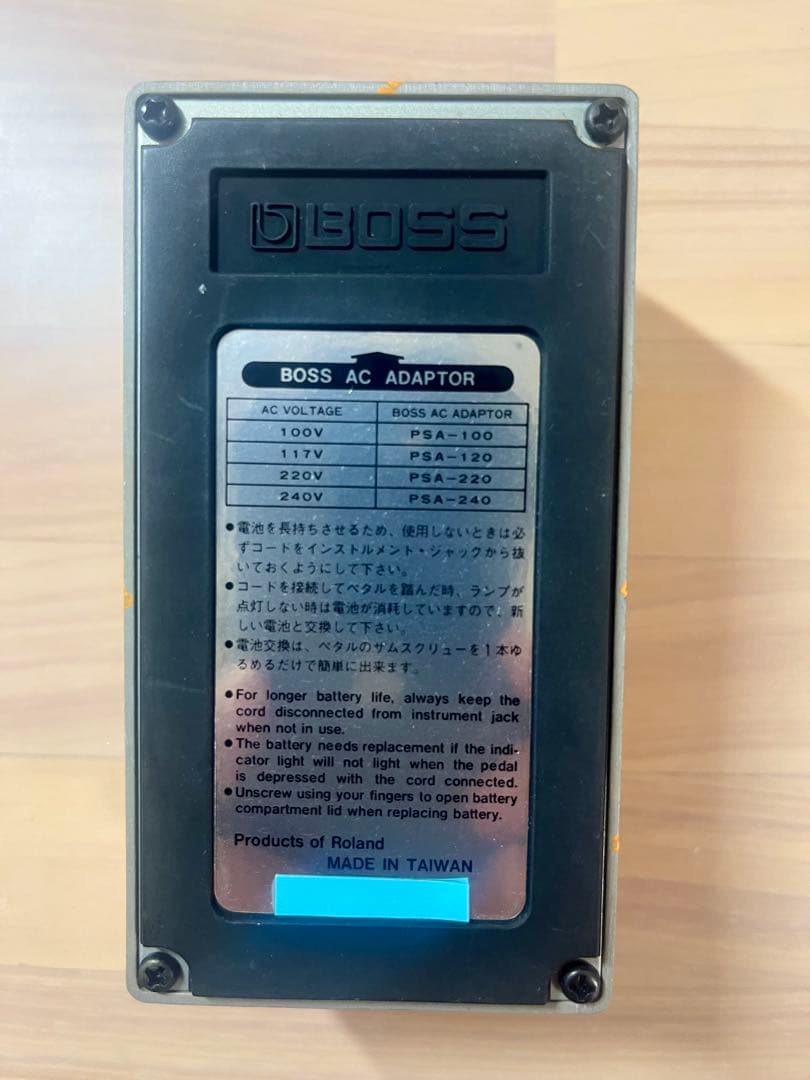 BOSS
BOSS AC ADAPTOR
AC VOLTAGE BOSS AC ADAPTOR
100V PSA-100
117V PSA-120
220V PSA-220
240V PSA-240
●電池を長持ちさせるため、使用しないときは必
ずコードをインストルメント・ジャックから抜
いておくようにして下さい。
●コードを接続してペタルを踏んだ時、ランプが
点灯しない時は電池が消耗していますので、新
しい電池と交換して下さい。
●電池交換は、ペタルのサムスクリューを1本ゆ
るめるだけで簡単に出来ます。
●For longer battery life, always keep the
cord disconnected from instrument jack
when not in use.
●The battery needs replacement if the indi-
cator light will not light when the pedal
is depressed with the cord connected.
●Unscrew using your fingers to open battery
compartment lid when replacing battery.
Products of Roland
MADE IN TAIWAN